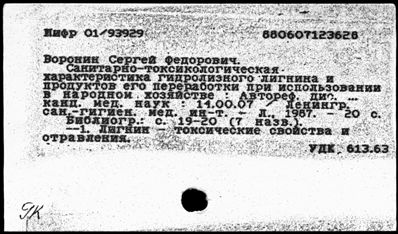 Шифр 01/93929 880607123628
Воронин Сергей Федорович.
Санитарно-токсикологическая
характеристика гидролизного лигнина и
продуктов его переработки при использовании
в народном хозяйстве : Автореф. дис. ...
канд. мед. наук : 14.00.07 / Ленингр.
сан.-гигиен. мед. ин-т. - Л., 1987. - 20 с.
Библиогр.: с. 19-20 (7 назв.).
--1. Лигнин - токсические свойства и
отравления.
УДК 613.63
ГК